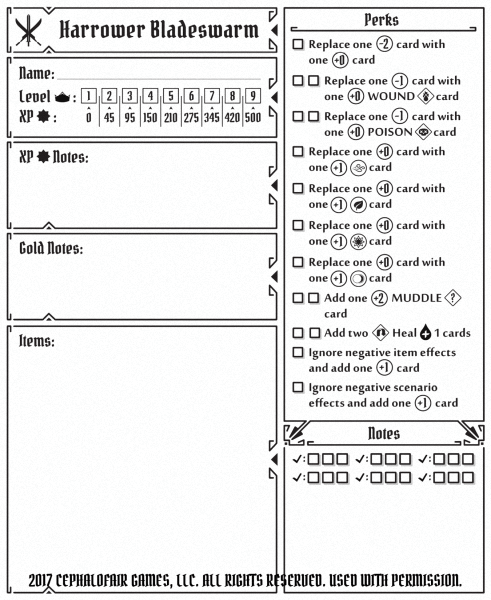 Harrower Bladeswarm
Name:
Level : 1 2 3 4 5 6 7 8 9
XP : 0 45 95 150 210 275 345 420 500
XP Notes:
Gold Notes:
Items:
Perks
Replace one -2 card with
one +0 card
Replace one -1 card with
one +0 WOUND card
Replace one -1 card with
one +0 POISON card
Replace one +0 card with
one +1 card
Replace one +0 card with
one +1 card
Replace one +0 card with
one +1 card
Replace one +0 card with
one +1 card
Add one +2 MUDDLE ?
card
Add two Heal 1 cards
Ignore negative item effects
and add one +1 card
Ignore negative scenario
effects and add one +1 card
Notes
✓: ✓: ✓:
✓: ✓: ✓:
2017 CEPHALOFAIR GAMES, LLC. ALL RIGHTS RESERVED. USED WITH PERMISSION.